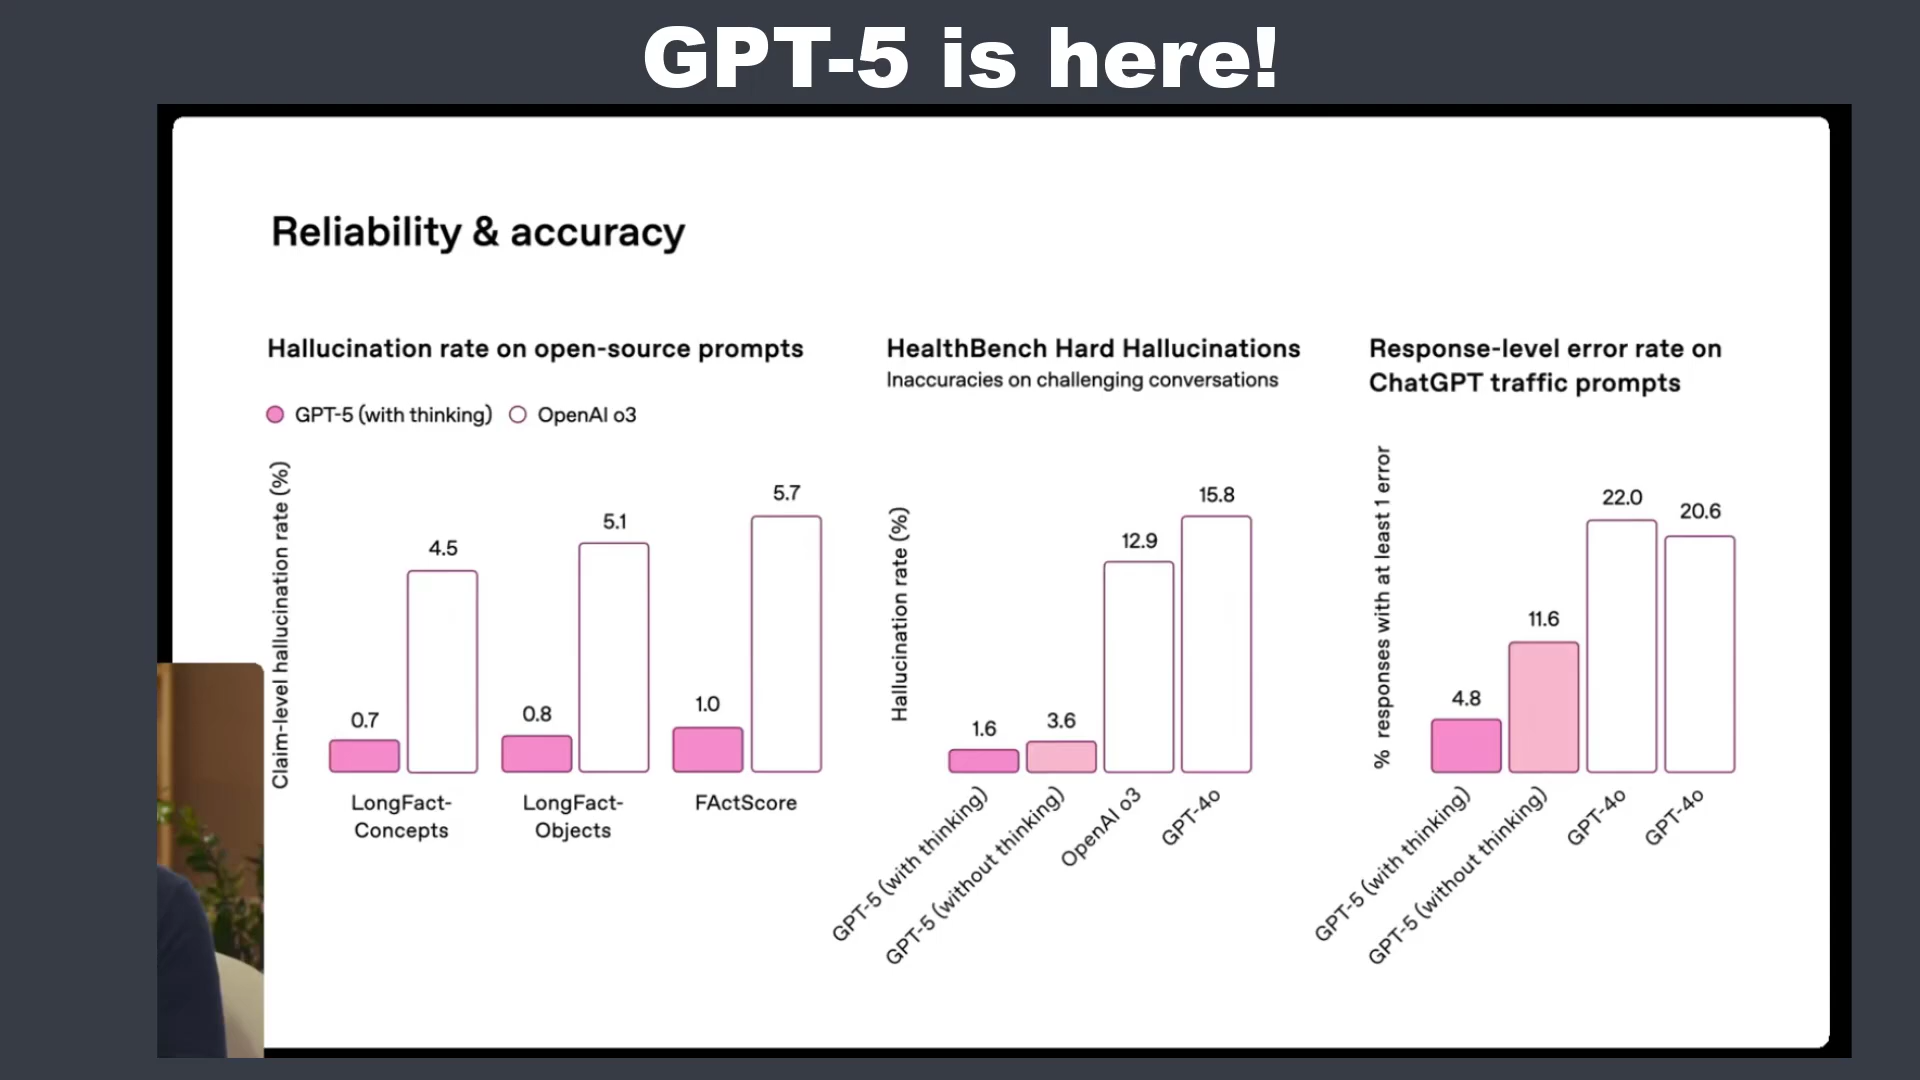 GPT-5 is here!
Reliability & accuracy
Hallucination rate on open-source prompts
GPT-5 (with thinking)
OpenAI o3
Claim-level hallucination rate (%)
0.7
4.5
0.8
5.1
1.0
5.7
LongFact-
Concepts
LongFact-
Objects
FActScore
HealthBench Hard Hallucinations
Inaccuracies on challenging conversations
Hallucination rate (%)
1.6
3.6
12.9
15.8
GPT-5 (with thinking)
GPT-5 (without thinking)
OpenAI o3
GPT-4o
Response-level error rate on
ChatGPT traffic prompts
% responses with at least 1 error
4.8
11.6
22.0
20.6
GPT-5 (with thinking)
GPT-5 (without thinking)
GPT-4o
GPT-4o